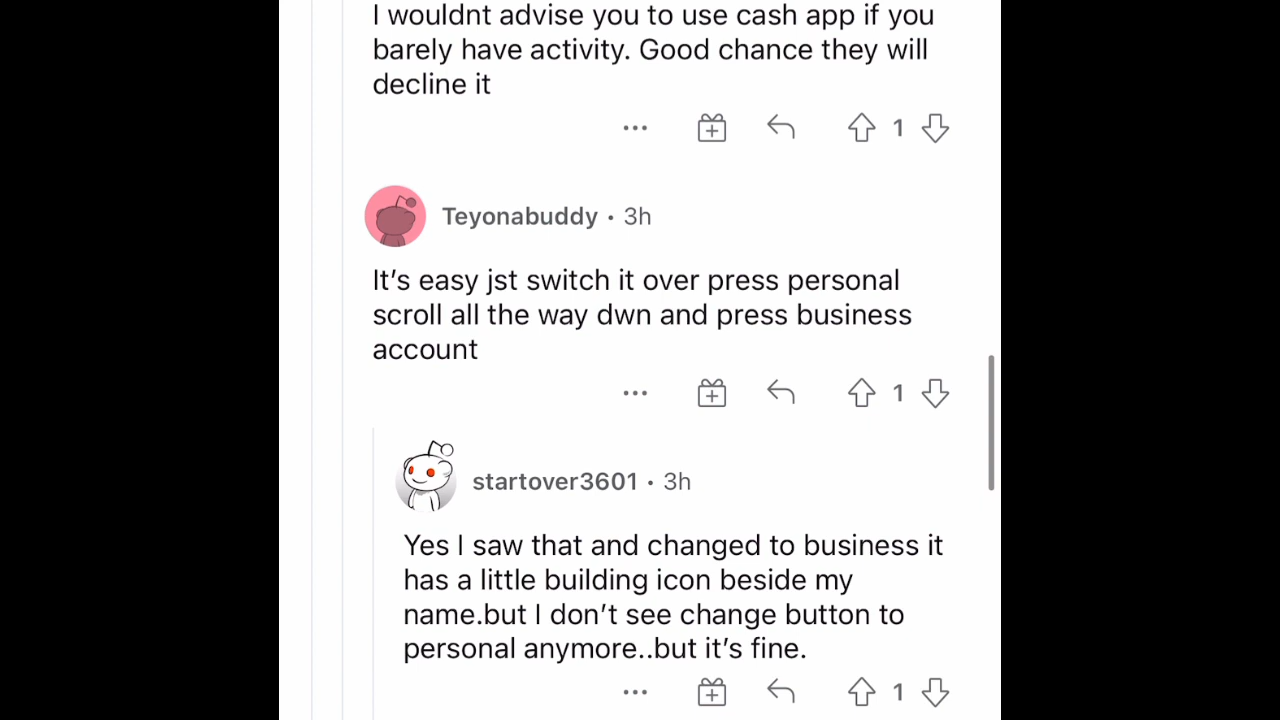 I wouldnt advise you to use cash app if you
barely have activity. Good chance they will
decline it
1
Teyonabuddy • 3h
It’s easy jst switch it over press personal
scroll all the way dwn and press business
account
1
startover3601 • 3h
Yes I saw that and changed to business it
has a little building icon beside my
name.but I don’t see change button to
personal anymore..but it’s fine.
1